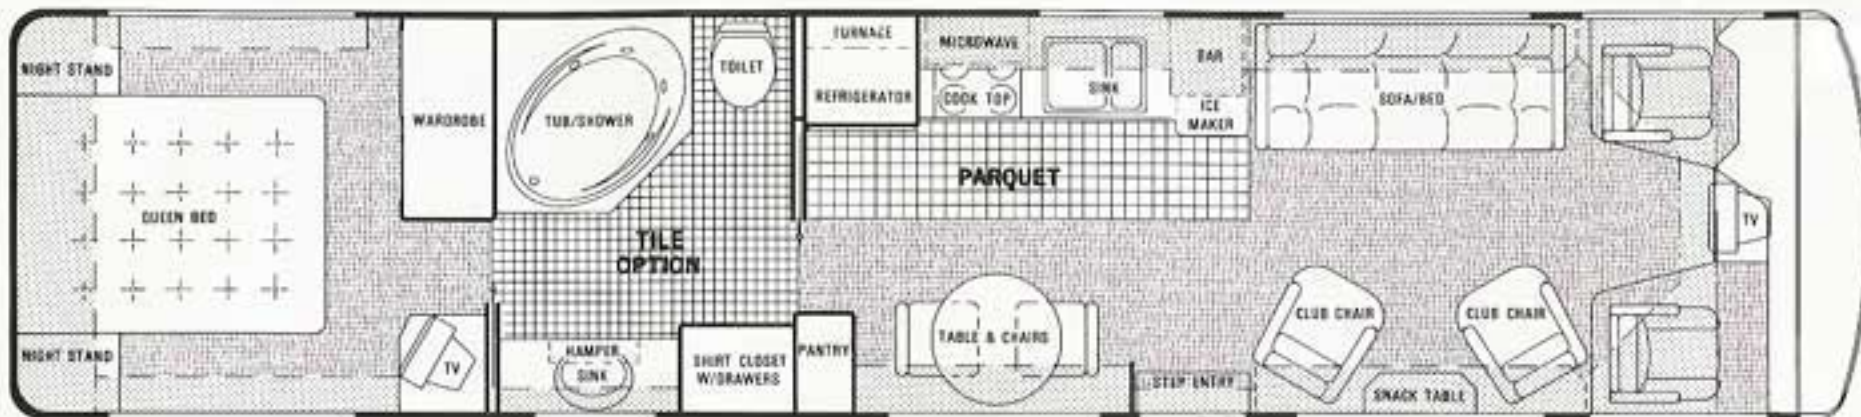 NIGHT STAND
QUEEN BED
NIGHT STAND
WARDROBE
TV
TUB/SHOWER
TOILET
TILE
OPTION
HAMPER
SINK
SHIRT CLOSET
W/DRAWERS
PANTRY
FURNACE
REFRIGERATOR
MICROWAVE
COOK TOP
SINK
BAR
ICE
MAKER
PARQUET
TABLE & CHAIRS
STEP ENTRY
SOFA/BED
CLUB CHAIR
CLUB CHAIR
SNACK TABLE
TV